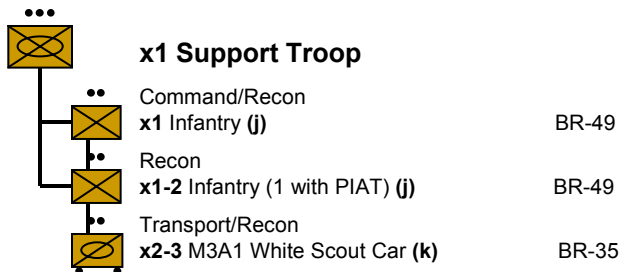 x1 Support Troop
Command/Recon
x1 Infantry (j) BR-49
Recon
x1-2 Infantry (1 with PIAT) (j) BR-49
Transport/Recon
x2-3 M3A1 White Scout Car (k) BR-35